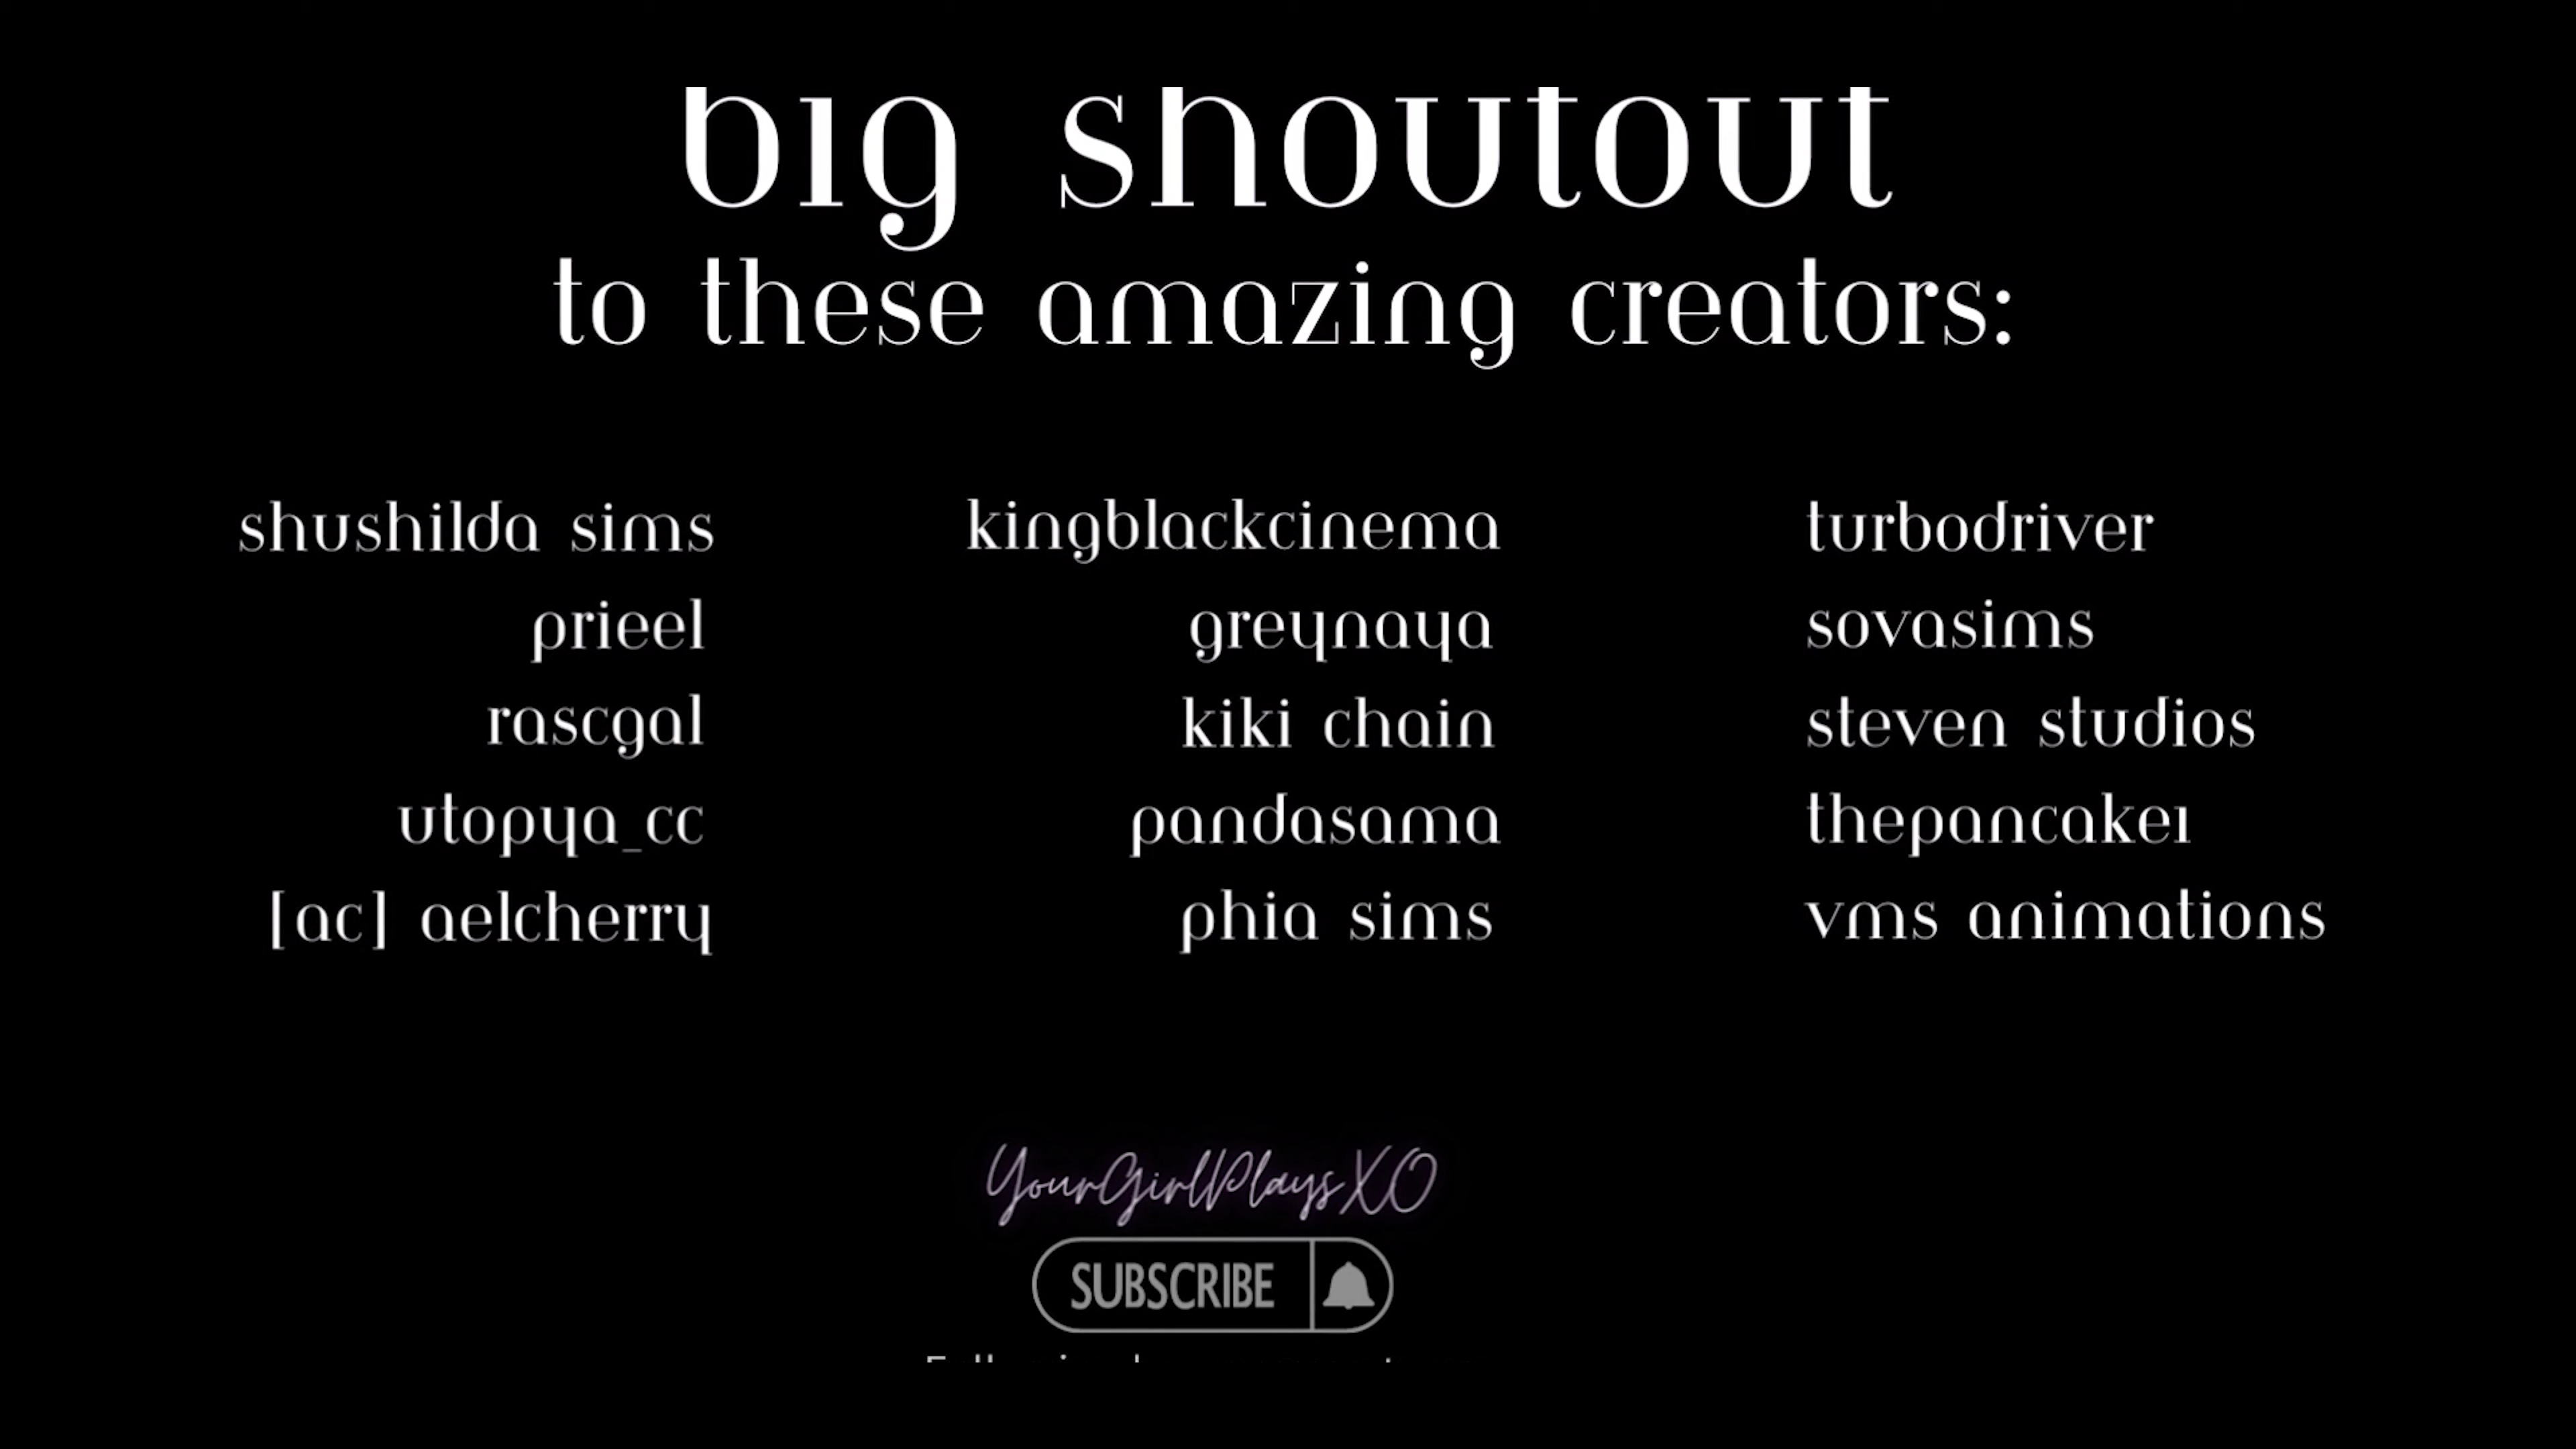 big shoutout
to these amazing creators:
shushilda sims
prieel
rascgal
utopya_cc
[ac] aelcherry
kingblackcinema
greynaya
kiki chain
pandasama
phia sims
turbodriver
sovasims
steven studios
thepancake1
vms animations
YourGirlPlaysXO
SUBSCRIBE